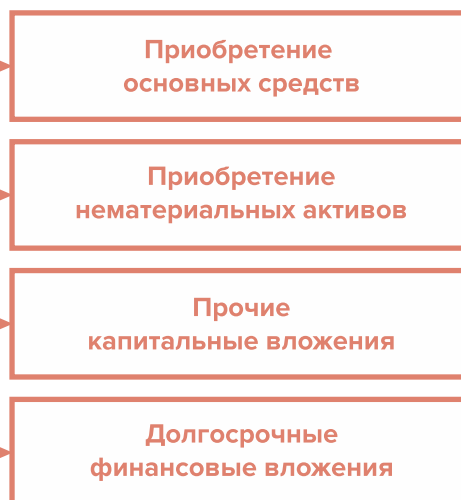 Приобретение
основных средств
Приобретение
нематериальных активов
Прочие
капитальные вложения
Долгосрочные
финансовые вложения